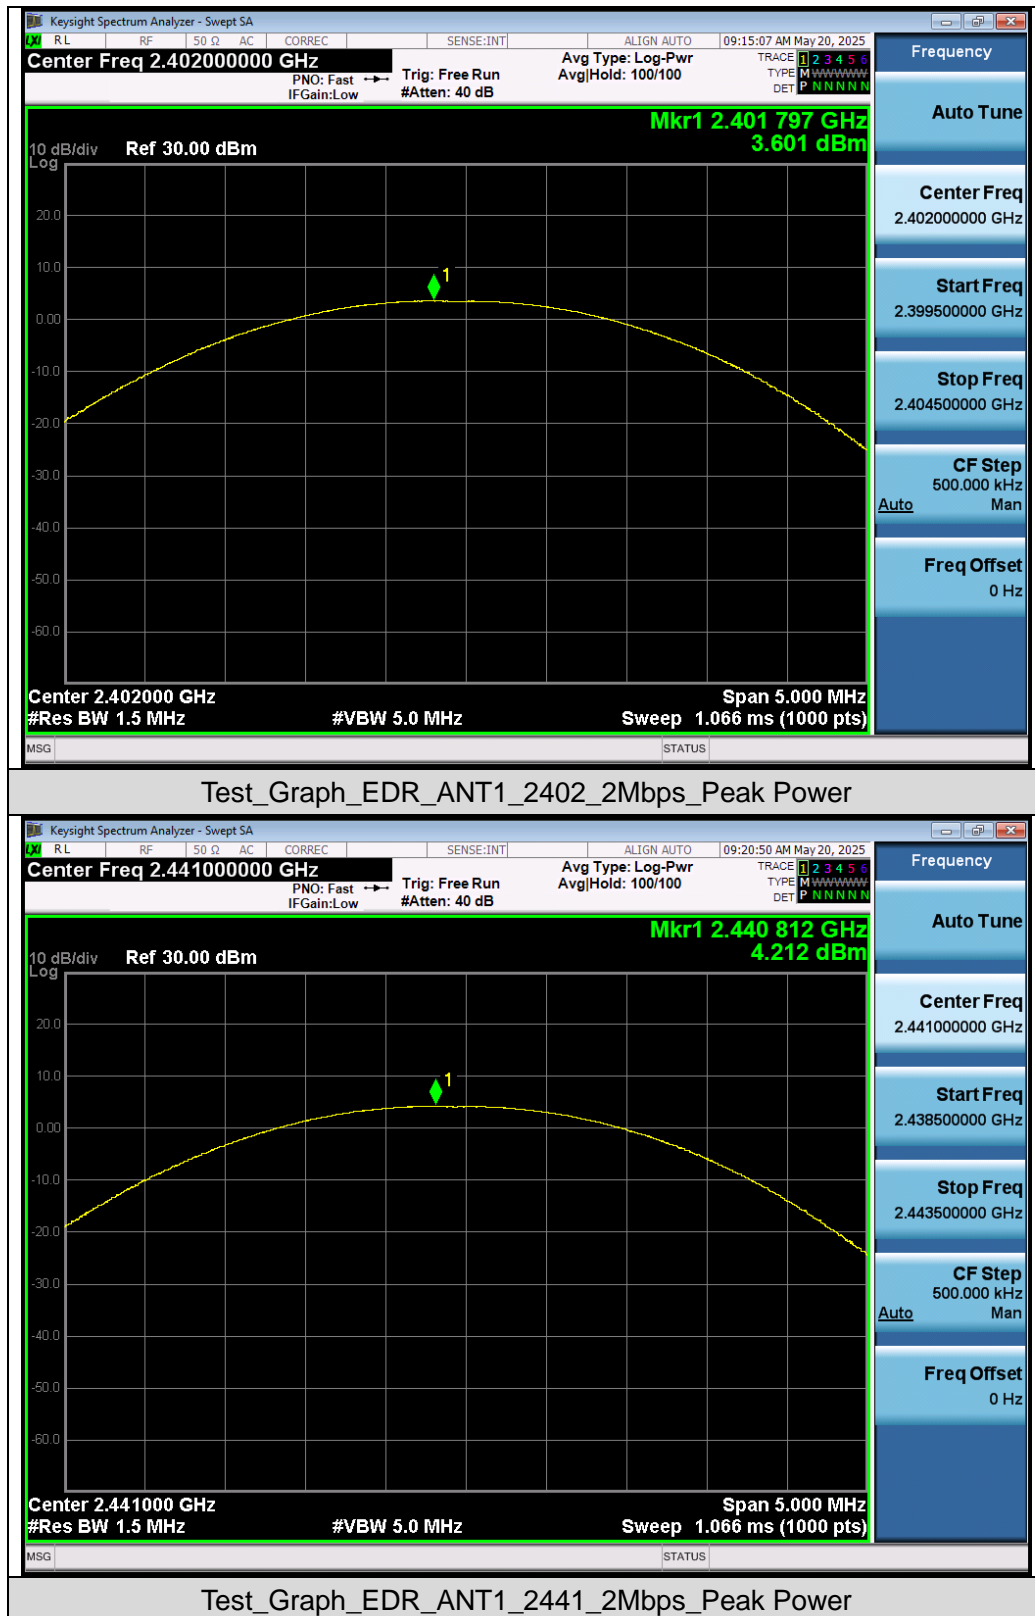 Keysight Spectrum Analyzer - Swept SA
LXI RL RF 50 Ω AC CORREC SENSE:INT ALIGN AUTO 09:15:07 AM May 20, 2025
Center Freq 2.402000000 GHz
PNO: Fast
IFGain:Low
Trig: Free Run
#Atten: 40 dB
Avg Type: Log-Pwr
Avg|Hold: 100/100
TRACE 1 2 3 4 5 6
TYPE M WWWWW
DET P N N N N N
Mkr1 2.401 797 GHz
3.601 dBm
10 dB/div Ref 30.00 dBm
Log
20.0
10.0
0.00
-10.0
-20.0
-30.0
-40.0
-50.0
-60.0
1
Center 2.402000 GHz Span 5.000 MHz
#Res BW 1.5 MHz #VBW 5.0 MHz Sweep 1.066 ms (1000 pts)
MSG STATUS
Frequency
Auto Tune
Center Freq
2.402000000 GHz
Start Freq
2.399500000 GHz
Stop Freq
2.404500000 GHz
CF Step
500.000 kHz
Auto Man
Freq Offset
0 Hz
Test_Graph_EDR_ANT1_2402_2Mbps_Peak Power
Keysight Spectrum Analyzer - Swept SA
LXI RL RF 50 Ω AC CORREC SENSE:INT ALIGN AUTO 09:20:50 AM May 20, 2025
Center Freq 2.441000000 GHz
PNO: Fast
IFGain:Low
Trig: Free Run
#Atten: 40 dB
Avg Type: Log-Pwr
Avg|Hold: 100/100
TRACE 1 2 3 4 5 6
TYPE M WWWWW
DET P N N N N N
Mkr1 2.440 812 GHz
4.212 dBm
10 dB/div Ref 30.00 dBm
Log
20.0
10.0
0.00
-10.0
-20.0
-30.0
-40.0
-50.0
-60.0
1
Center 2.441000 GHz Span 5.000 MHz
#Res BW 1.5 MHz #VBW 5.0 MHz Sweep 1.066 ms (1000 pts)
MSG STATUS
Frequency
Auto Tune
Center Freq
2.441000000 GHz
Start Freq
2.438500000 GHz
Stop Freq
2.443500000 GHz
CF Step
500.000 kHz
Auto Man
Freq Offset
0 Hz
Test_Graph_EDR_ANT1_2441_2Mbps_Peak Power